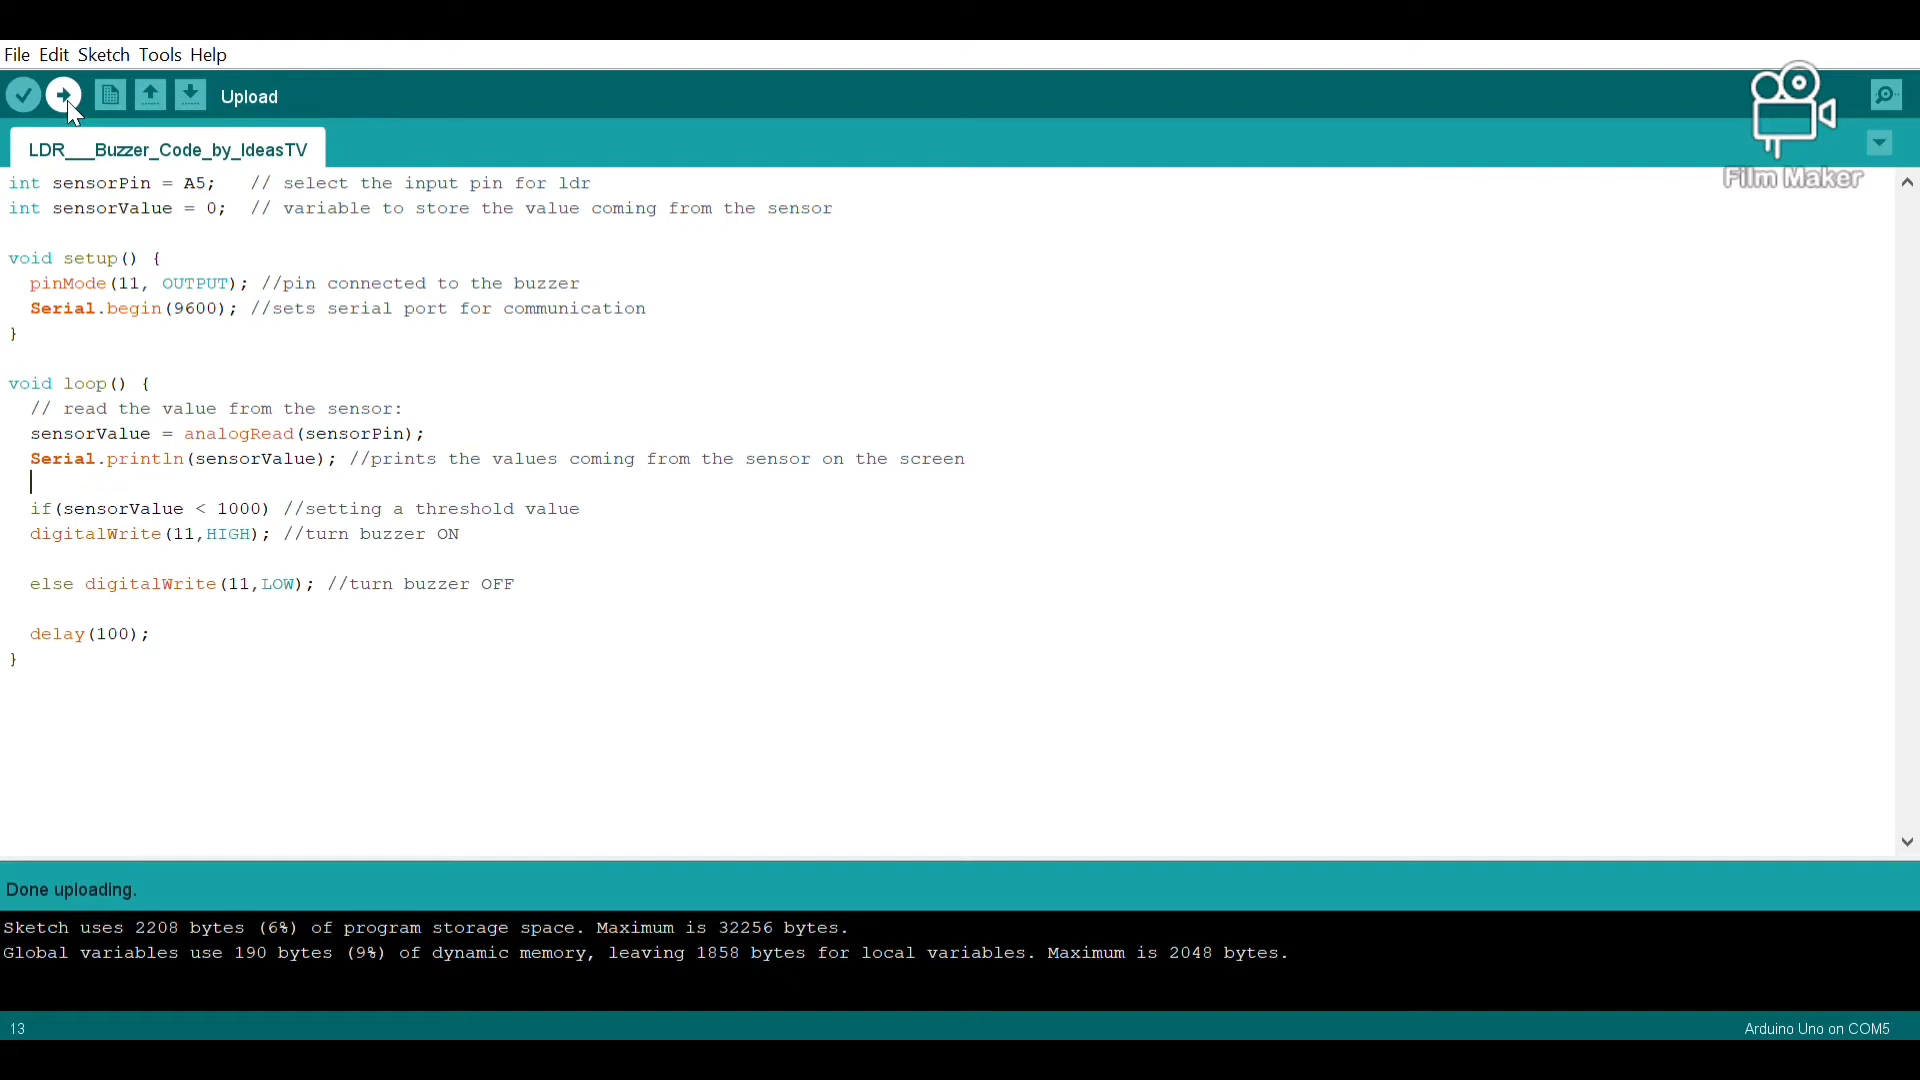 File Edit Sketch Tools Help
Upload
Film Maker
LDR___Buzzer_Code_by_IdeasTV
int sensorPin = A5;   // select the input pin for ldr
int sensorValue = 0;  // variable to store the value coming from the sensor
void setup() {
  pinMode(11, OUTPUT); //pin connected to the buzzer
  Serial.begin(9600); //sets serial port for communication
}
void loop() {
  // read the value from the sensor:
  sensorValue = analogRead(sensorPin);
  Serial.println(sensorValue); //prints the values coming from the sensor on the screen
  if(sensorValue < 1000) //setting a threshold value
  digitalWrite(11,HIGH); //turn buzzer ON
  else digitalWrite(11,LOW); //turn buzzer OFF
  delay(100);
}
Done uploading.
Sketch uses 2208 bytes (6%) of program storage space. Maximum is 32256 bytes.
Global variables use 190 bytes (9%) of dynamic memory, leaving 1858 bytes for local variables. Maximum is 2048 bytes.
13
Arduino Uno on COM5